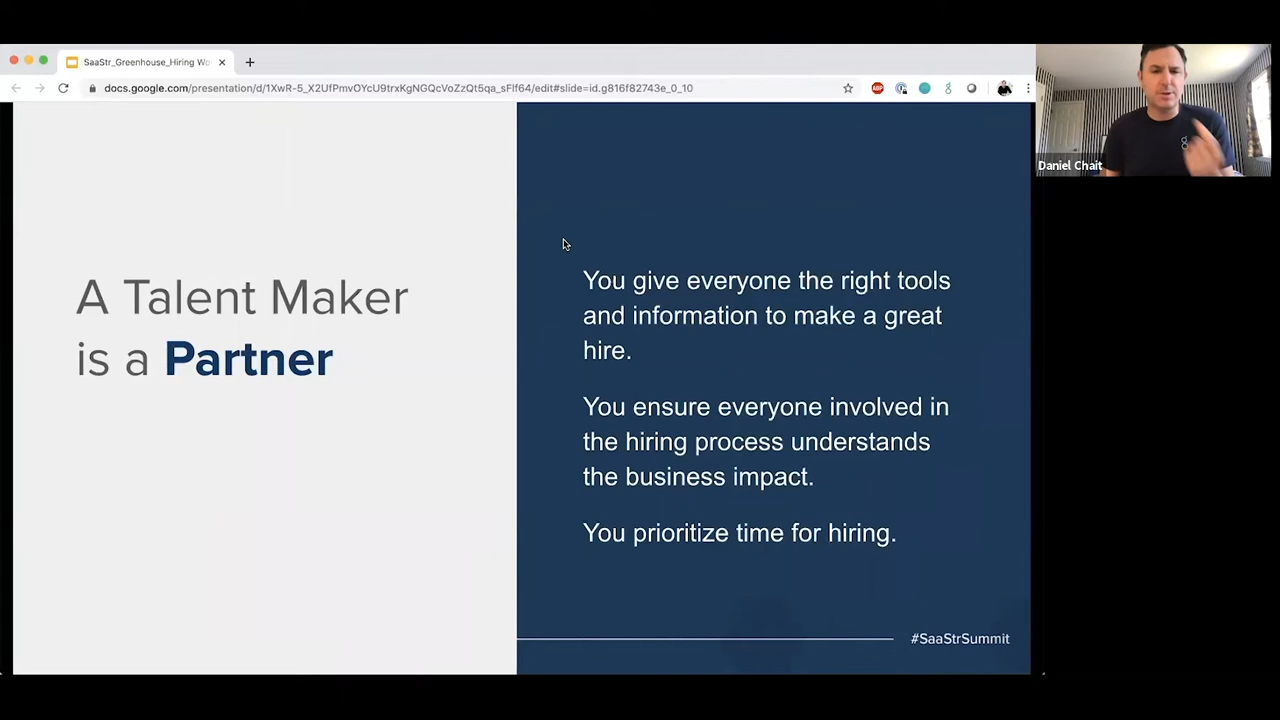 SaaStr_Greenhouse_Hiring Wo
docs.google.com/presentation/d/1XwR-5_X2UfPmvOYcU9trxKgNGQcVoZzQt5qa_sFlf64/edit#slide=id.g816f82743e_0_10
ABP
Daniel Chait
A Talent Maker
is a Partner
You give everyone the right tools
and information to make a great
hire.
You ensure everyone involved in
the hiring process understands
the business impact.
You prioritize time for hiring.
#SaaStrSummit